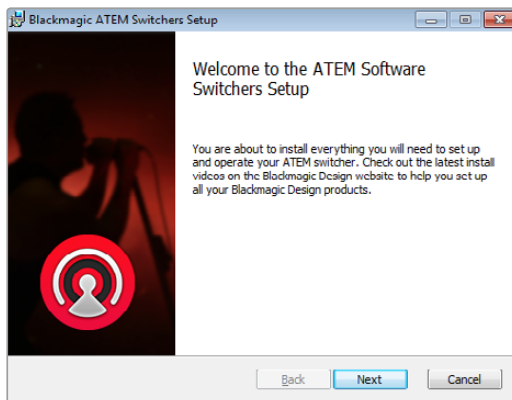 Blackmagic ATEM Switchers Setup
Welcome to the ATEM Software
Switchers Setup
You are about to install everything you will need to set up
and operate your ATEM switcher. Check out the latest install
videos on the Blackmagic Design website to help you set up
all your Blackmagic Design products.
Back
Next
Cancel